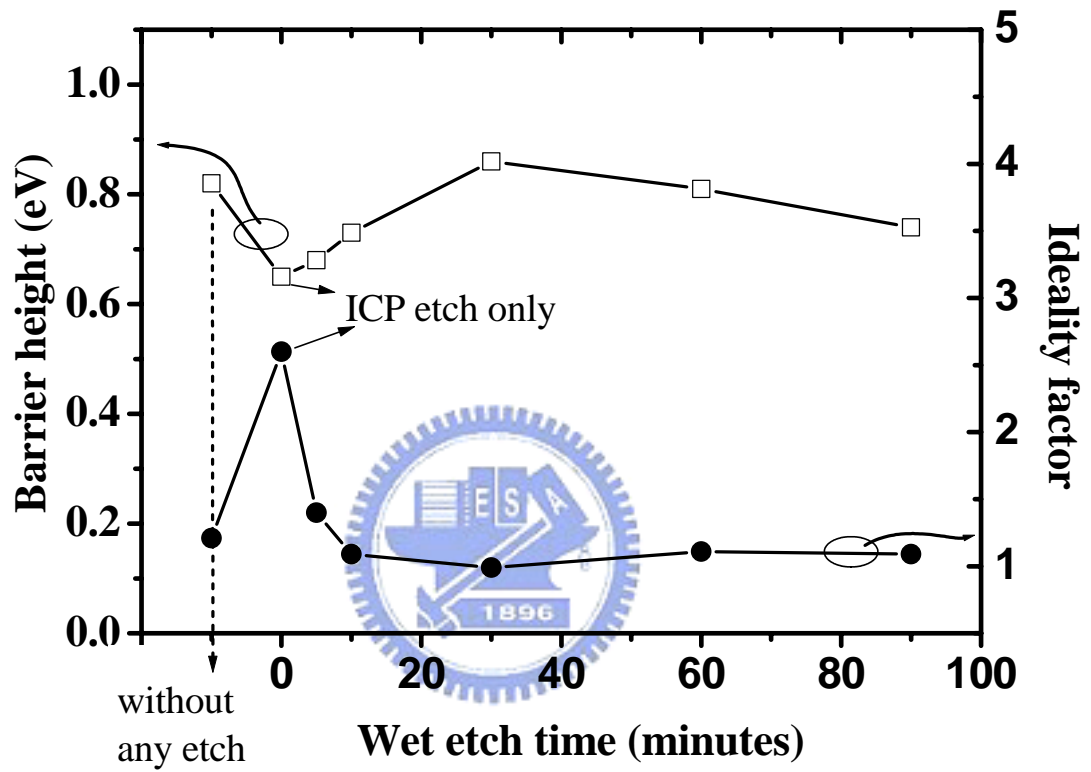 1.0
0.8
0.6
0.4
0.2
0.0
Barrier height (eV)
5
4
3
2
1
Ideality factor
ICP etch only
E S A
1896
0 20 40 60 80 100
without
any etch
Wet etch time (minutes)